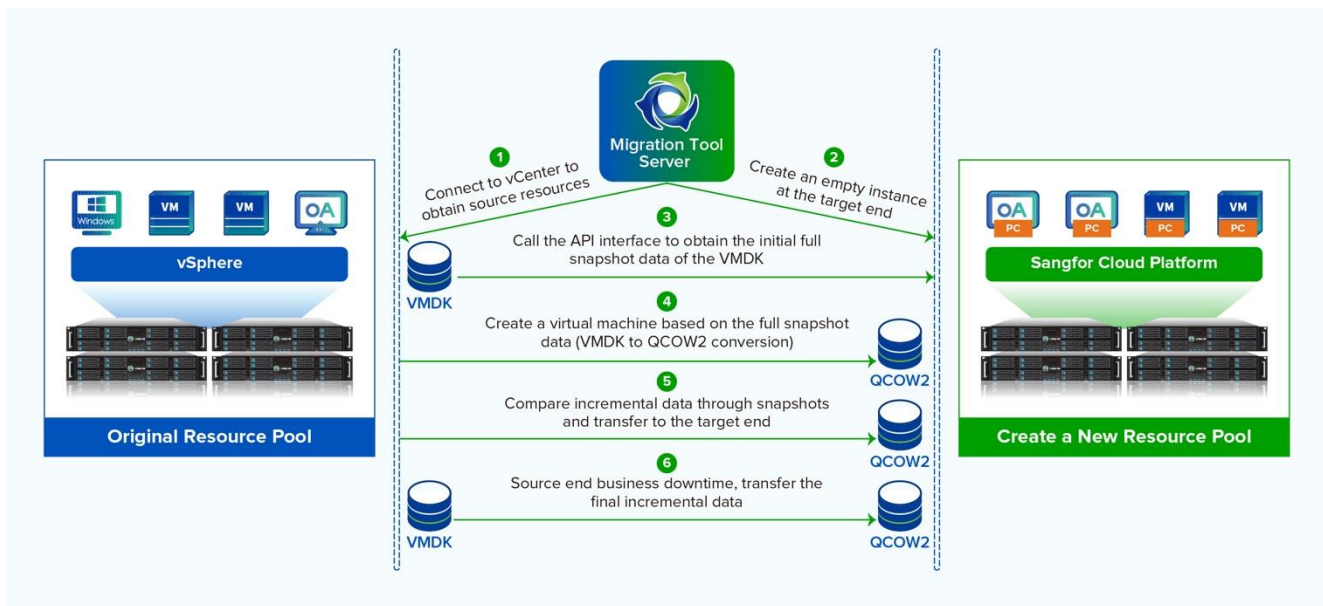 Migration Tool
Server
1
Connect to vCenter to
obtain source resources
2
Create an empty instance
at the target end
Windows
VM
VM
OA
vSphere
Original Resource Pool
3
Call the API interface to obtain the initial full
snapshot data of the VMDK
VMDK
4
Create a virtual machine based on the full snapshot
data (VMDK to QCOW2 conversion)
QCOW2
5
Compare incremental data through snapshots
and transfer to the target end
QCOW2
6
Source end business downtime, transfer the
final incremental data
VMDK
QCOW2
OA
PC
OA
PC
VM
PC
VM
PC
Sangfor Cloud Platform
Create a New Resource Pool